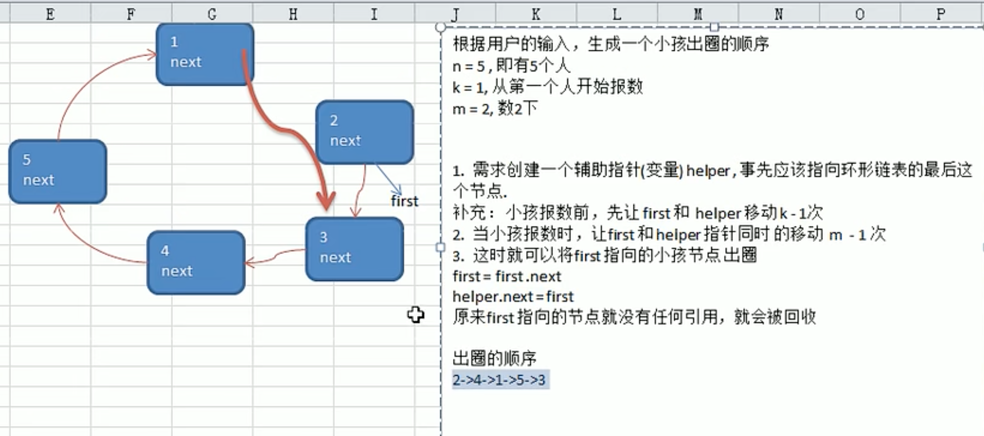 E F G H I J K L M N O P
1
next
2
next
first
3
next
4
next
5
next
根据用户的输入，生成一个小孩出圈的顺序
n = 5 , 即有5个人
k = 1, 从第一个人开始报数
m = 2, 数2下
1. 需求创建一个辅助指针(变量) helper , 事先应该指向环形链表的最后这
个节点.
补充： 小孩报数前，先让 first 和 helper 移动 k - 1次
2. 当小孩报数时，让first 和 helper 指针同时 的移动 m - 1 次
3. 这时就可以将first 指向的小孩节点 出圈
first = first .next
helper.next = first
原来first 指向的节点就没有任何引用，就会被回收
出圈的顺序
2->4->1->5->3